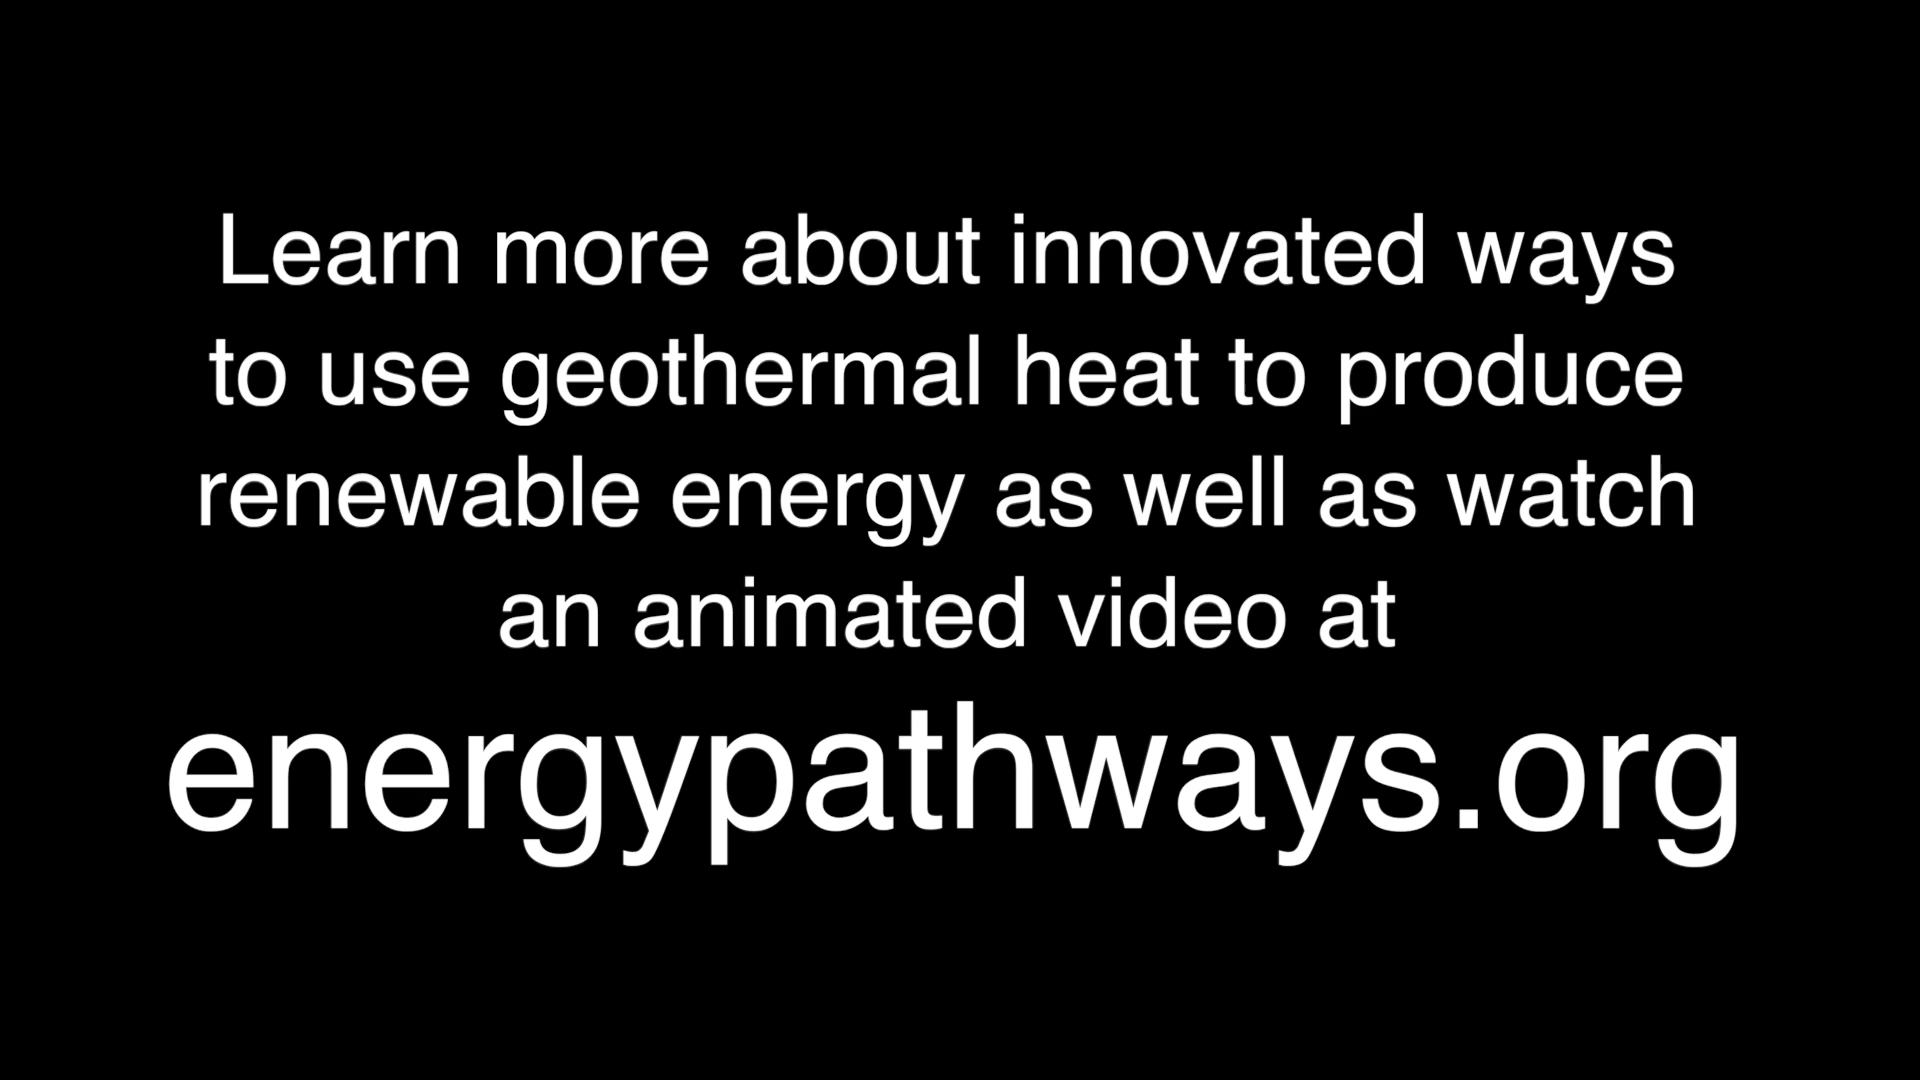 Learn more about innovated ways
to use geothermal heat to produce
renewable energy as well as watch
an animated video at
energypathways.org